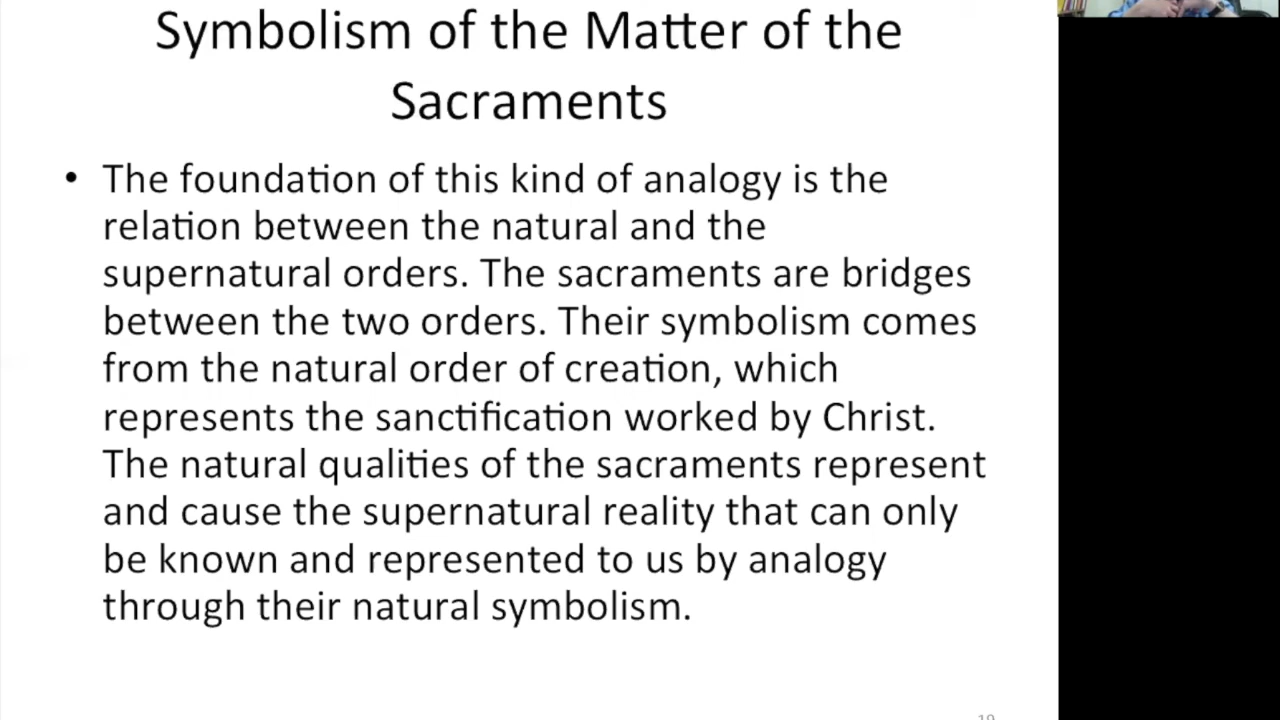 Symbolism of the Matter of the
Sacraments
• The foundation of this kind of analogy is the
relation between the natural and the
supernatural orders. The sacraments are bridges
between the two orders. Their symbolism comes
from the natural order of creation, which
represents the sanctification worked by Christ.
The natural qualities of the sacraments represent
and cause the supernatural reality that can only
be known and represented to us by analogy
through their natural symbolism.